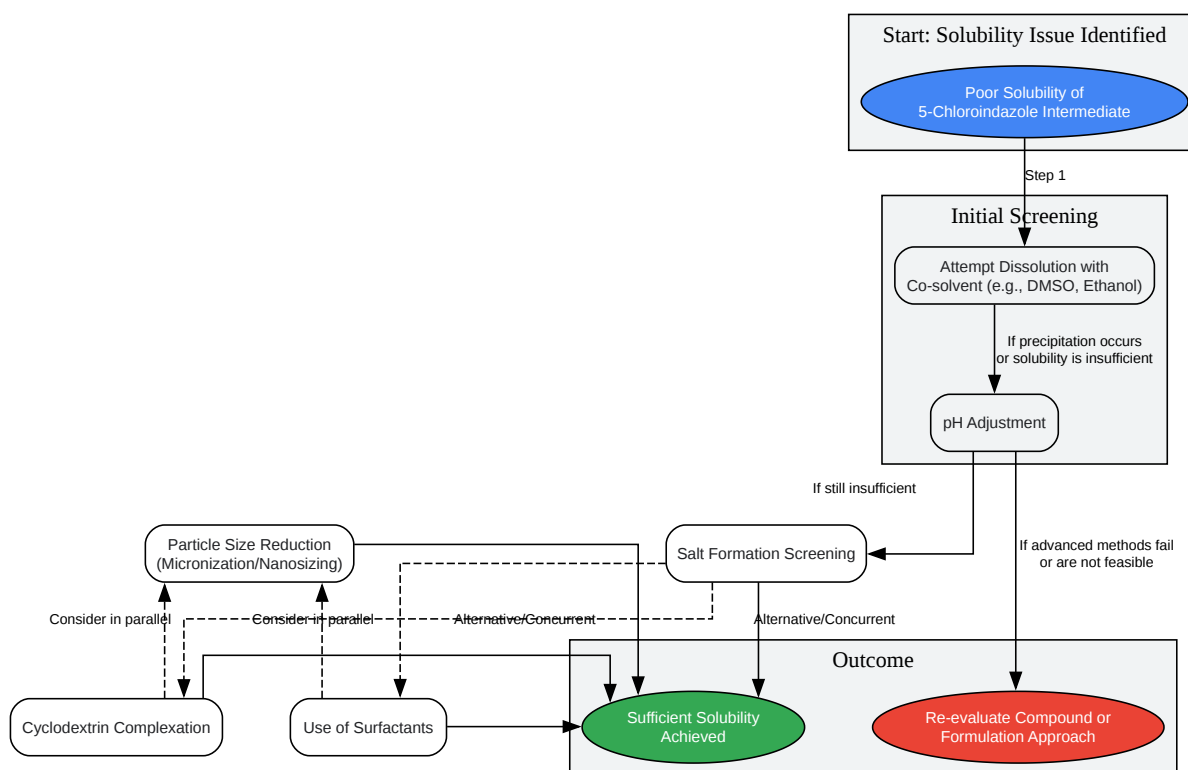 Start: Solubility Issue Identified
Poor Solubility of
5-Chloroindazole Intermediate
Step 1
Initial Screening
Attempt Dissolution with
Co-solvent (e.g., DMSO, Ethanol)
If precipitation occurs
or solubility is insufficient
pH Adjustment
If still insufficient
Particle Size Reduction
(Micronization/Nanosizing)
Salt Formation Screening
If advanced methods fail
or are not feasible
Consider in parallel
Consider in parallel
Alternative/Concurrent
Alternative/Concurrent
Outcome
Cyclodextrin Complexation
Use of Surfactants
Sufficient Solubility
Achieved
Re-evaluate Compound or
Formulation Approach